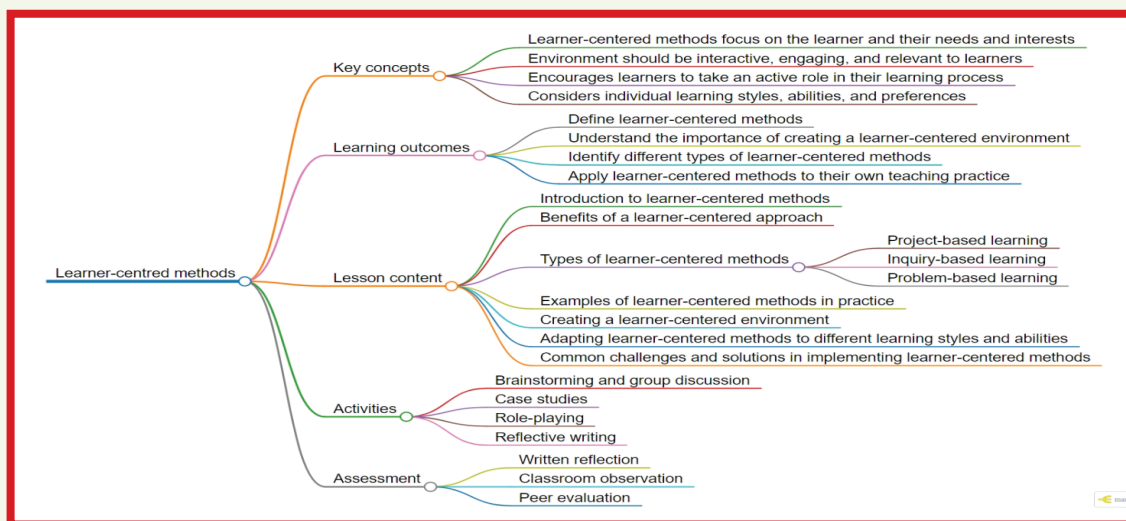 Learner-centered methods focus on the learner and their needs and interests
Environment should be interactive, engaging, and relevant to learners
Key concepts
Encourages learners to take an active role in their learning process
Considers individual learning styles, abilities, and preferences
Define learner-centered methods
Understand the importance of creating a learner-centered environment
Learning outcomes
Identify different types of learner-centered methods
Apply learner-centered methods to their own teaching practice
Introduction to learner-centered methods
Benefits of a learner-centered approach
Project-based learning
Types of learner-centered methods
Inquiry-based learning
Problem-based learning
Learner-centred methods
Lesson content
Examples of learner-centered methods in practice
Creating a learner-centered environment
Adapting learner-centered methods to different learning styles and abilities
Common challenges and solutions in implementing learner-centered methods
Brainstorming and group discussion
Case studies
Activities
Role-playing
Reflective writing
Written reflection
Assessment
Classroom observation
Peer evaluation